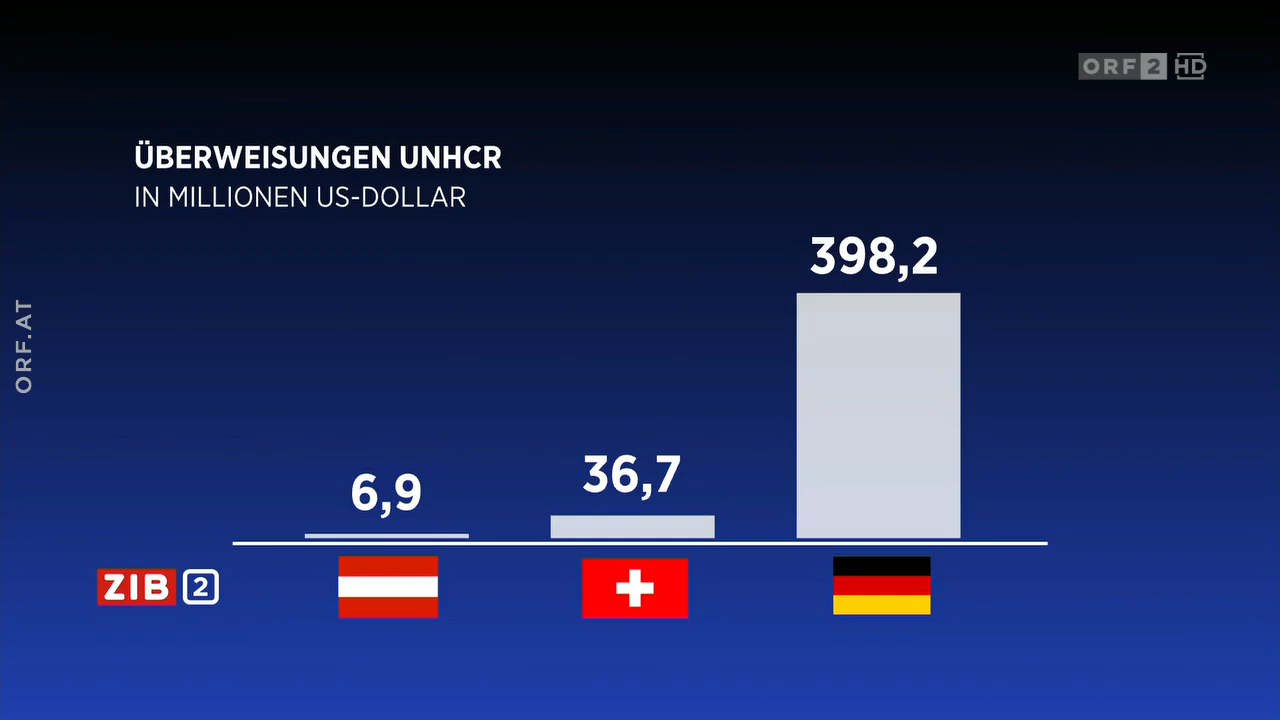 ORF 2 HD
ÜBERWEISUNGEN UNHCR
IN MILLIONEN US-DOLLAR
398,2
36,7
6,9
ORF.AT
ZIB 2